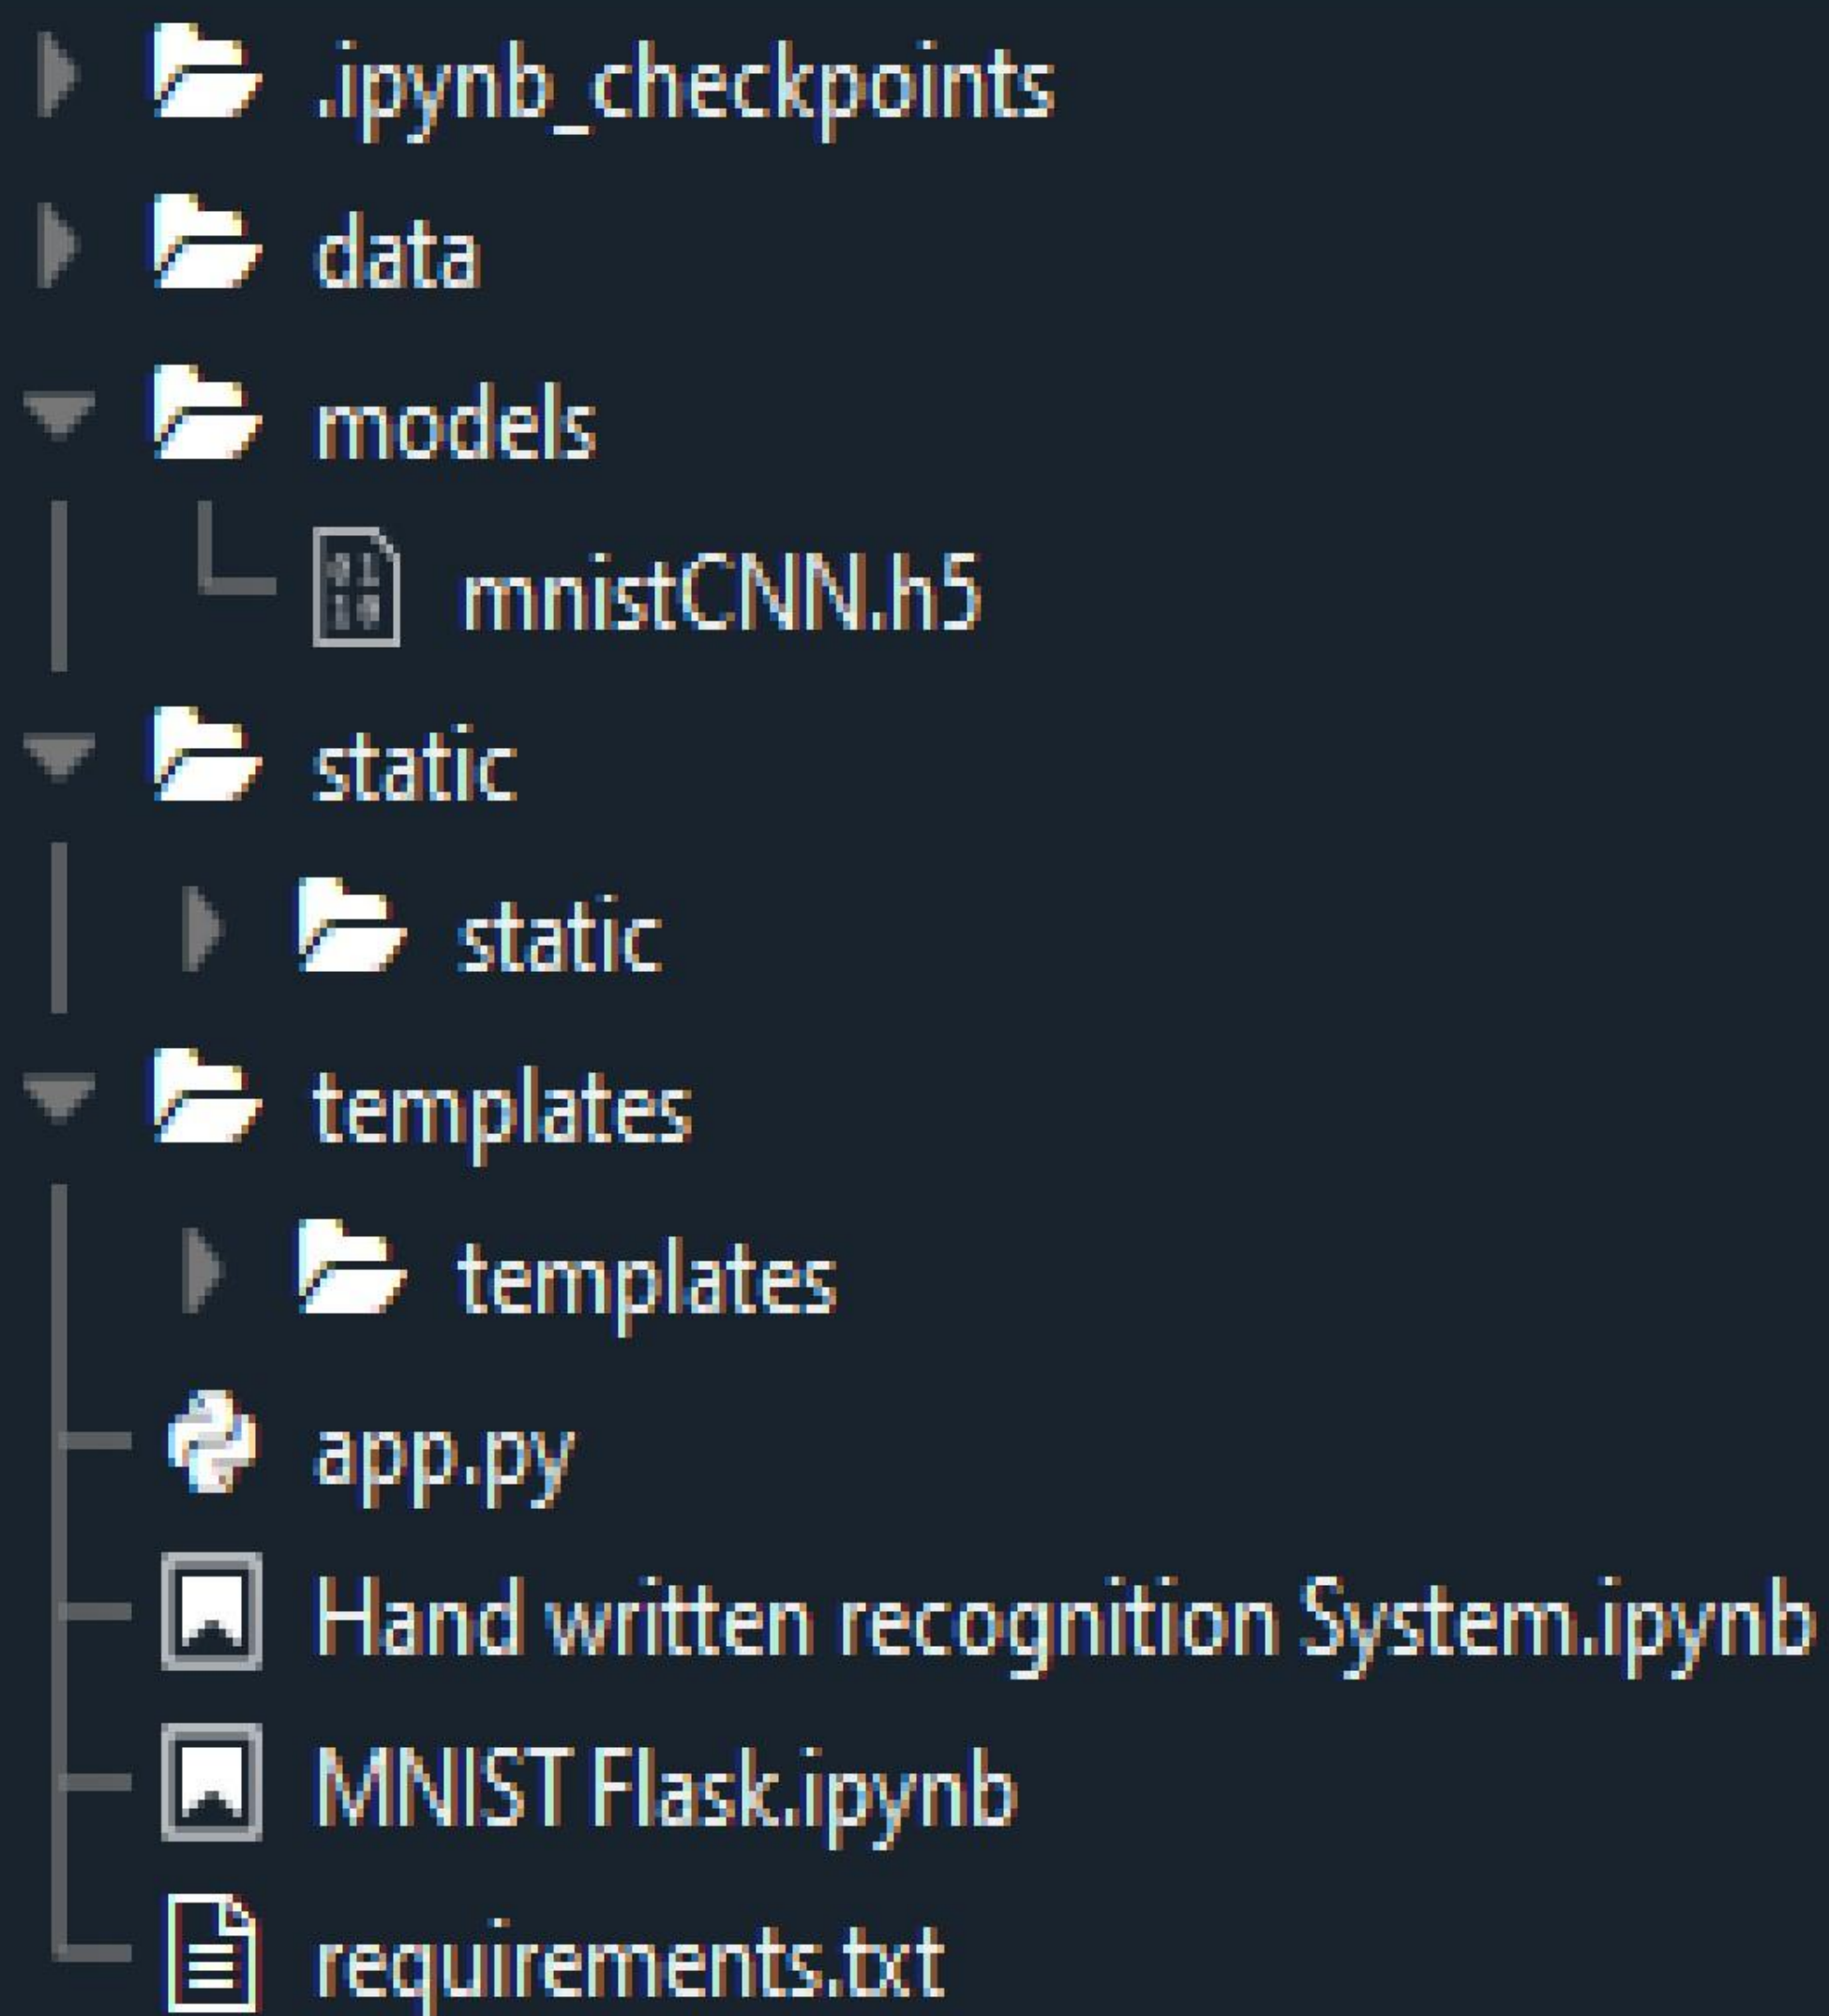 .ipynb_checkpoints
data
models
mnistCNN.h5
static
static
templates
templates
app.py
Hand written recognition System.ipynb
MNIST Flask.ipynb
requirements.txt